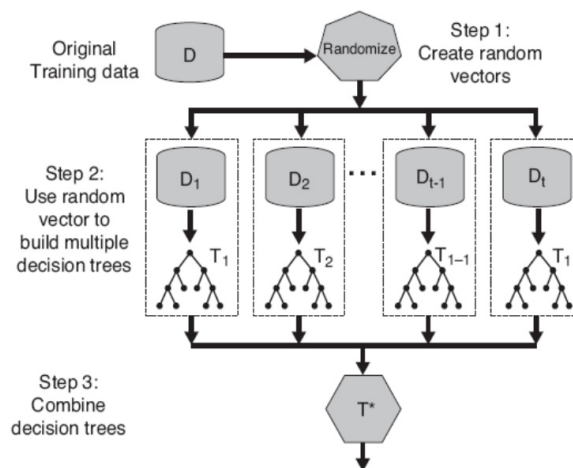 Original
Training data
D
Randomize
Step 1:
Create random
vectors
Step 2:
Use random
vector to
build multiple
decision trees
D1
D2
...
Dt-1
Dt
T1
T2
T1–1
T1
Step 3:
Combine
decision trees
T*